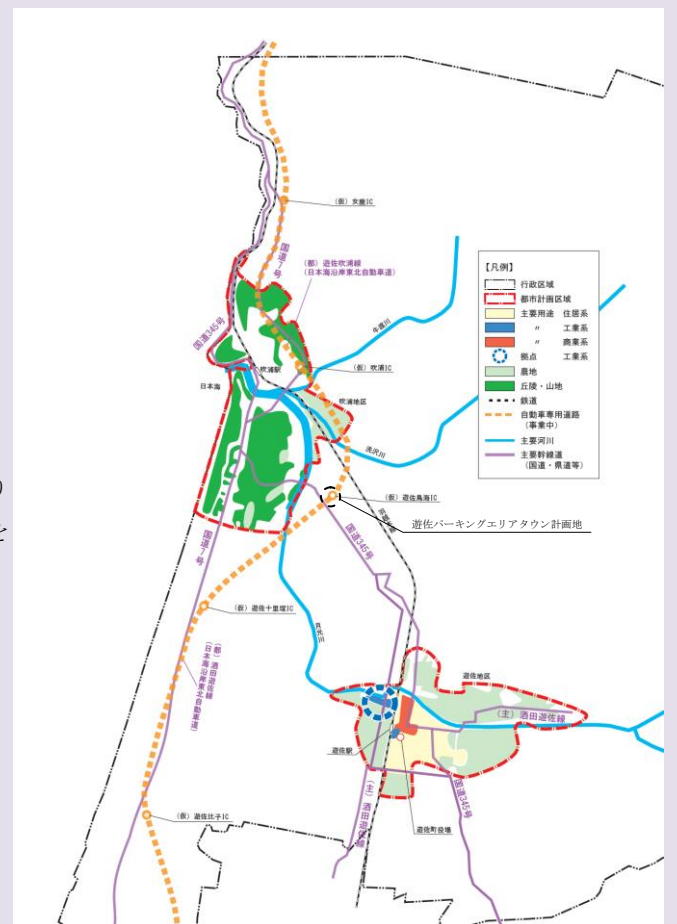 (仮) 女鹿IC
国道7号
(都) 遊佐吹浦線
(日本海沿岸東北自動車道)
【凡例】
行政区域
都市計画区域
主要用途 住居系
〃 工業系
〃 商業系
拠点 工業系
農地
丘陵・山地
鉄道
自動車専用道路
(事業中)
主要河川
主要幹線道
(国道・県道等)
国道345号
牛渡川
吹浦駅
(仮) 吹浦IC
日本海
吹浦地区
洗沢川
り
(仮) 遊佐鳥海IC
遊佐パーキングエリアタウン計画地
と
国道345号
国道7号
(仮) 遊佐十里塚IC
月光川
(都) 酒田遊佐線
(日本海沿岸東北自動車道)
遊佐地区
(主) 酒田遊佐線
遊佐駅
(主) 酒田遊佐線
国道345号
遊佐町役場
(仮) 遊佐比子IC